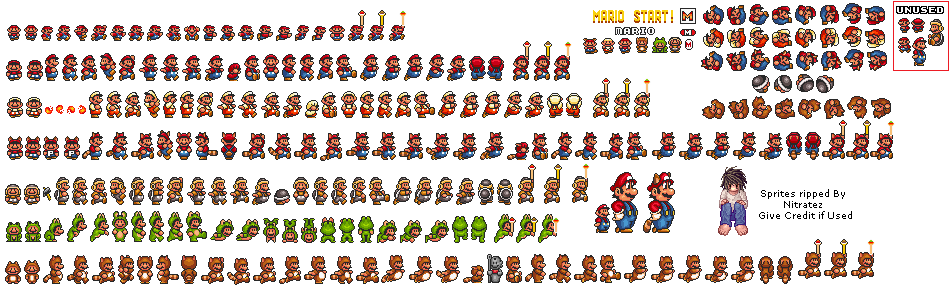 MARIO START!
M
MARIO
M
M
UNUSED
Sprites ripped By
Nitratez
Give Credit if Used